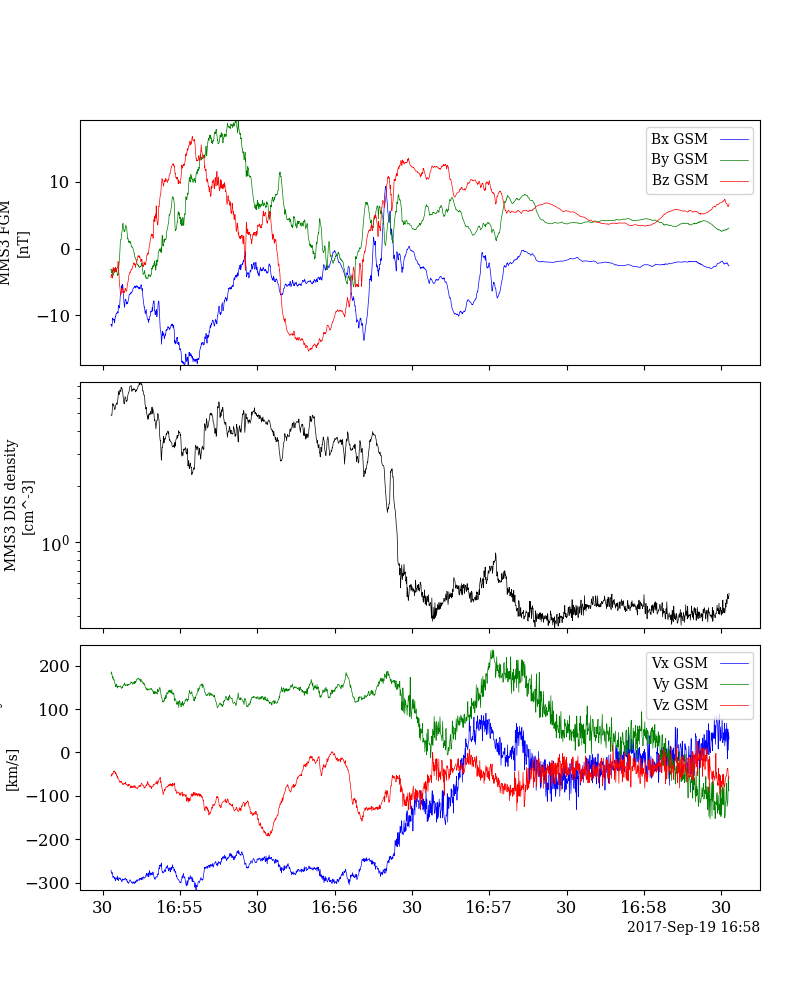 MMS3 FGM
[nT]
10
0
−10
Bx GSM
By GSM
Bz GSM
MMS3 DIS density
[cm^-3]
10^0
[km/s]
200
100
0
−100
−200
−300
Vx GSM
Vy GSM
Vz GSM
30 16:55 30 16:56 30 16:57 30 16:58 30
2017-Sep-19 16:58